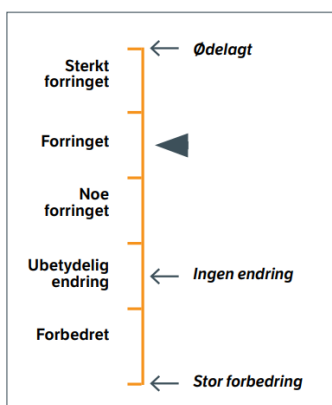 Ødelagt
Sterkt
forringet
Forringet
Noe
forringet
Ubetydelig
endring
Ingen endring
Forbedret
Stor forbedring